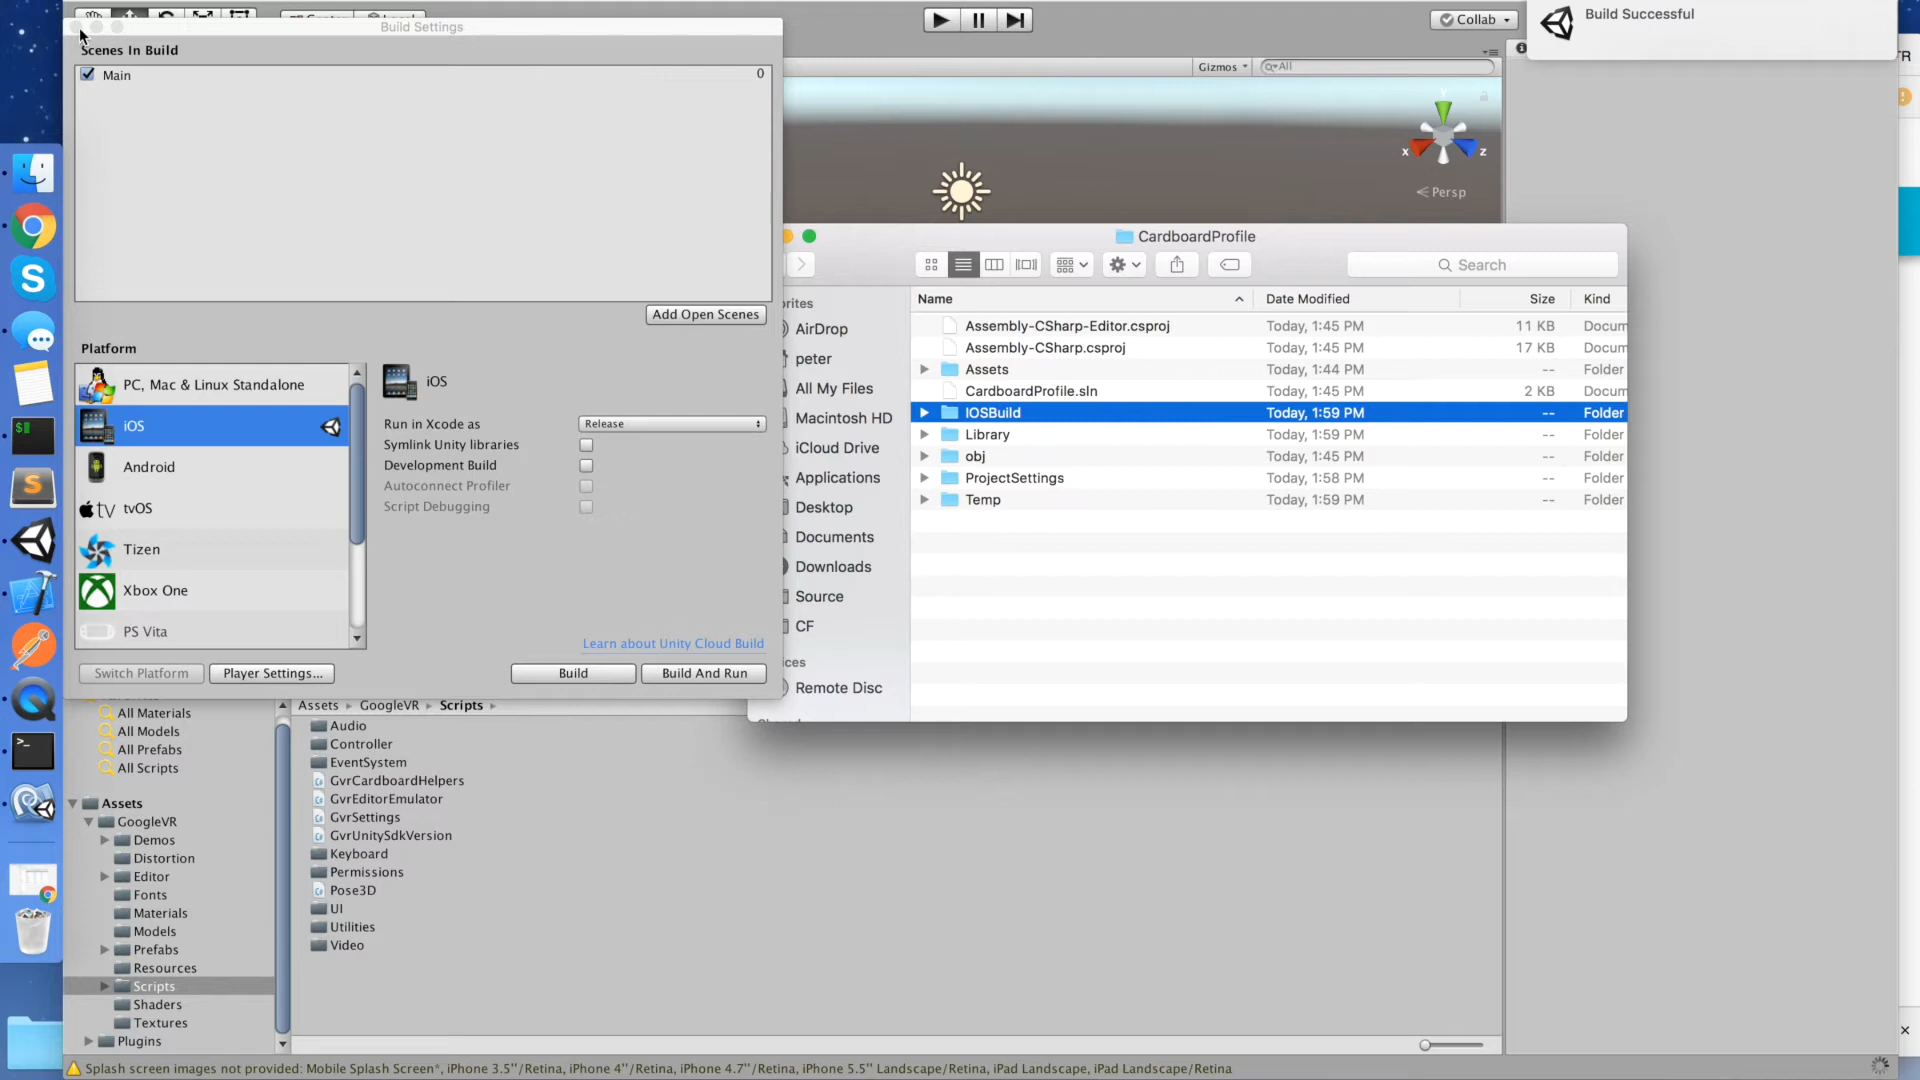 Build Settings
Scenes In Build
Main
0
Add Open Scenes
Platform
PC, Mac & Linux Standalone
iOS
Android
tv tvOS
Tizen
Xbox One
PS Vita
iOS
Run in Xcode as
Release
Symlink Unity libraries
Development Build
Autoconnect Profiler
Script Debugging
Learn about Unity Cloud Build
Switch Platform
Player Settings...
Build
Build And Run
Collab
Build Successful
Gizmos
All
y
x
z
Persp
CardboardProfile
Search
Name
Date Modified
Size
Kind
AirDrop
peter
All My Files
Macintosh HD
iCloud Drive
Applications
Desktop
Documents
Downloads
Source
CF
Remote Disc
Assembly-CSharp-Editor.csproj Today, 1:45 PM 11 KB
Assembly-CSharp.csproj Today, 1:45 PM 17 KB
Assets Today, 1:44 PM -- Folder
CardboardProfile.sln Today, 1:45 PM 2 KB
IOSBuild Today, 1:59 PM -- Folder
Library Today, 1:59 PM -- Folder
obj Today, 1:45 PM -- Folder
ProjectSettings Today, 1:58 PM -- Folder
Temp Today, 1:59 PM -- Folder
All Materials
All Models
All Prefabs
All Scripts
Assets
GoogleVR
Demos
Distortion
Editor
Fonts
Materials
Models
Prefabs
Resources
Scripts
Shaders
Textures
Plugins
Assets GoogleVR Scripts
Audio
Controller
EventSystem
GvrCardboardHelpers
GvrEditorEmulator
GvrSettings
GvrUnitySdkVersion
Keyboard
Permissions
Pose3D
UI
Utilities
Video
Splash screen images not provided: Mobile Splash Screen*, iPhone 3.5"/Retina, iPhone 4"/Retina, iPhone 4.7"/Retina, iPhone 5.5" Landscape/Retina, iPad Landscape, iPad Landscape/Retina